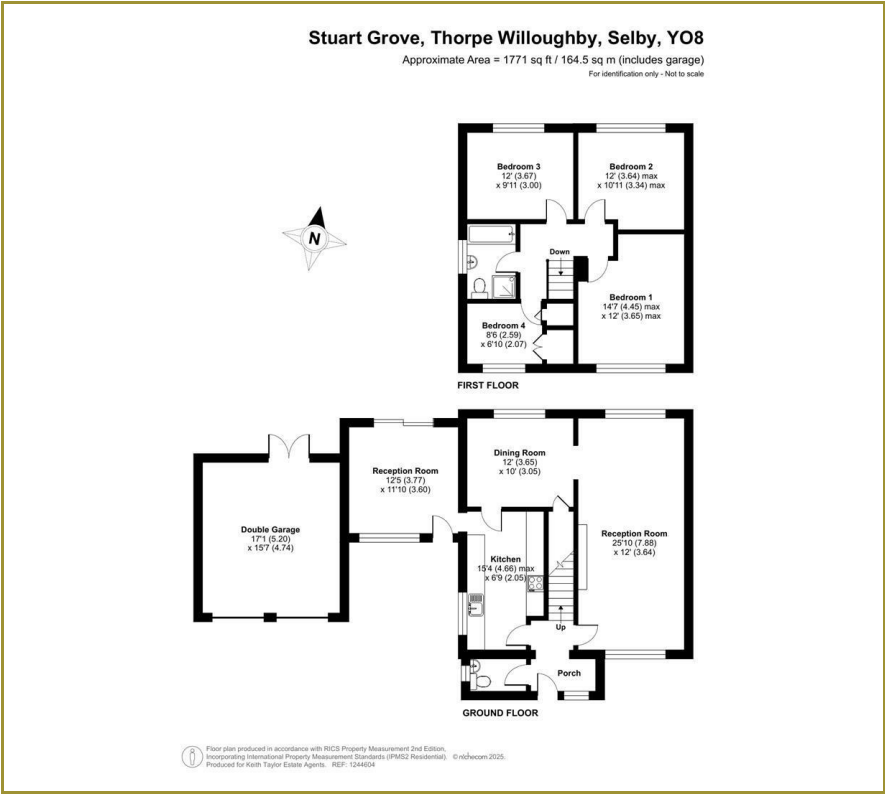 Stuart Grove, Thorpe Willoughby, Selby, YO8
Approximate Area = 1771 sq ft / 164.5 sq m (includes garage)
For identification only - Not to scale
Bedroom 3
12' (3.67)
x 9'11 (3.00)
Bedroom 2
12' (3.64) max
x 10'11 (3.34) max
N
Down
Bedroom 1
14'7 (4.45) max
x 12' (3.65) max
Bedroom 4
8'6 (2.59)
x 6'10 (2.07)
FIRST FLOOR
Dining Room
12' (3.65)
x 10' (3.05)
Reception Room
12'5 (3.77)
x 11'10 (3.60)
Double Garage
17'1 (5.20)
x 15'7 (4.74)
Reception Room
25'10 (7.88)
x 12' (3.64)
Kitchen
15'4 (4.66) max
x 6'9 (2.05)
Up
Porch
GROUND FLOOR
Floor plan produced in accordance with RICS Property Measurement 2nd Edition,
Incorporating International Property Measurement Standards (IPMS2 Residential). © nichecom 2025.
Produced for Keith Taylor Estate Agents. REF: 1244604